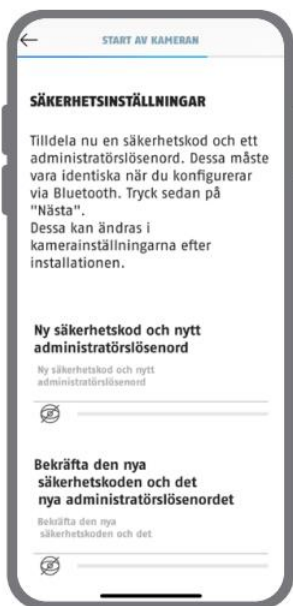 START AV KAMERAN
SÄKERHETSINSTÄLLNINGAR
Tilldela nu en säkerhetskod och ett
administratörslösenord. Dessa måste
vara identiska när du konfigurerar
via Bluetooth. Tryck sedan på
"Nästa".
Dessa kan ändras i
kamerainställningarna efter
installationen.
Ny säkerhetskod och nytt
administratörslösenord
Ny säkerhetskod och nytt
administratörslösenord
Bekräfta den nya
säkerhetskoden och det
nya administratörslösenordet
Bekräfta den nya
säkerhetskoden och det